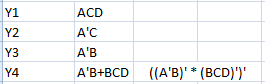 Y1 ACD
Y2 A'C
Y3 A'B
Y4 A'B+BCD ((A'B)' * (BCD)')'